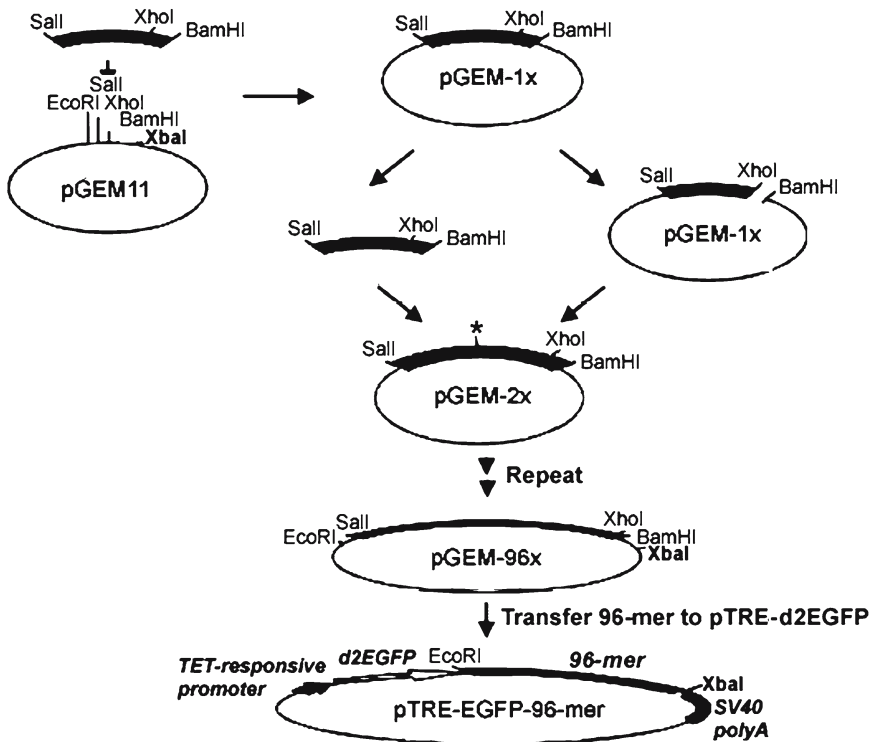 SalI
XhoI
BamHI
SalI
EcoRI XhoI
BamHI
XbaI
pGEM11
SalI
XhoI
BamHI
pGEM-1x
SalI
XhoI
BamHI
SalI
XhoI
BamHI
pGEM-1x
*
SalI
XhoI
BamHI
pGEM-2x
Repeat
EcoRI
SalI
XhoI
BamHI
XbaI
pGEM-96x
Transfer 96-mer to pTRE-d2EGFP
TET-responsive
promoter
d2EGFP
EcoRI
96-mer
XbaI
SV40
polyA
pTRE-EGFP-96-mer